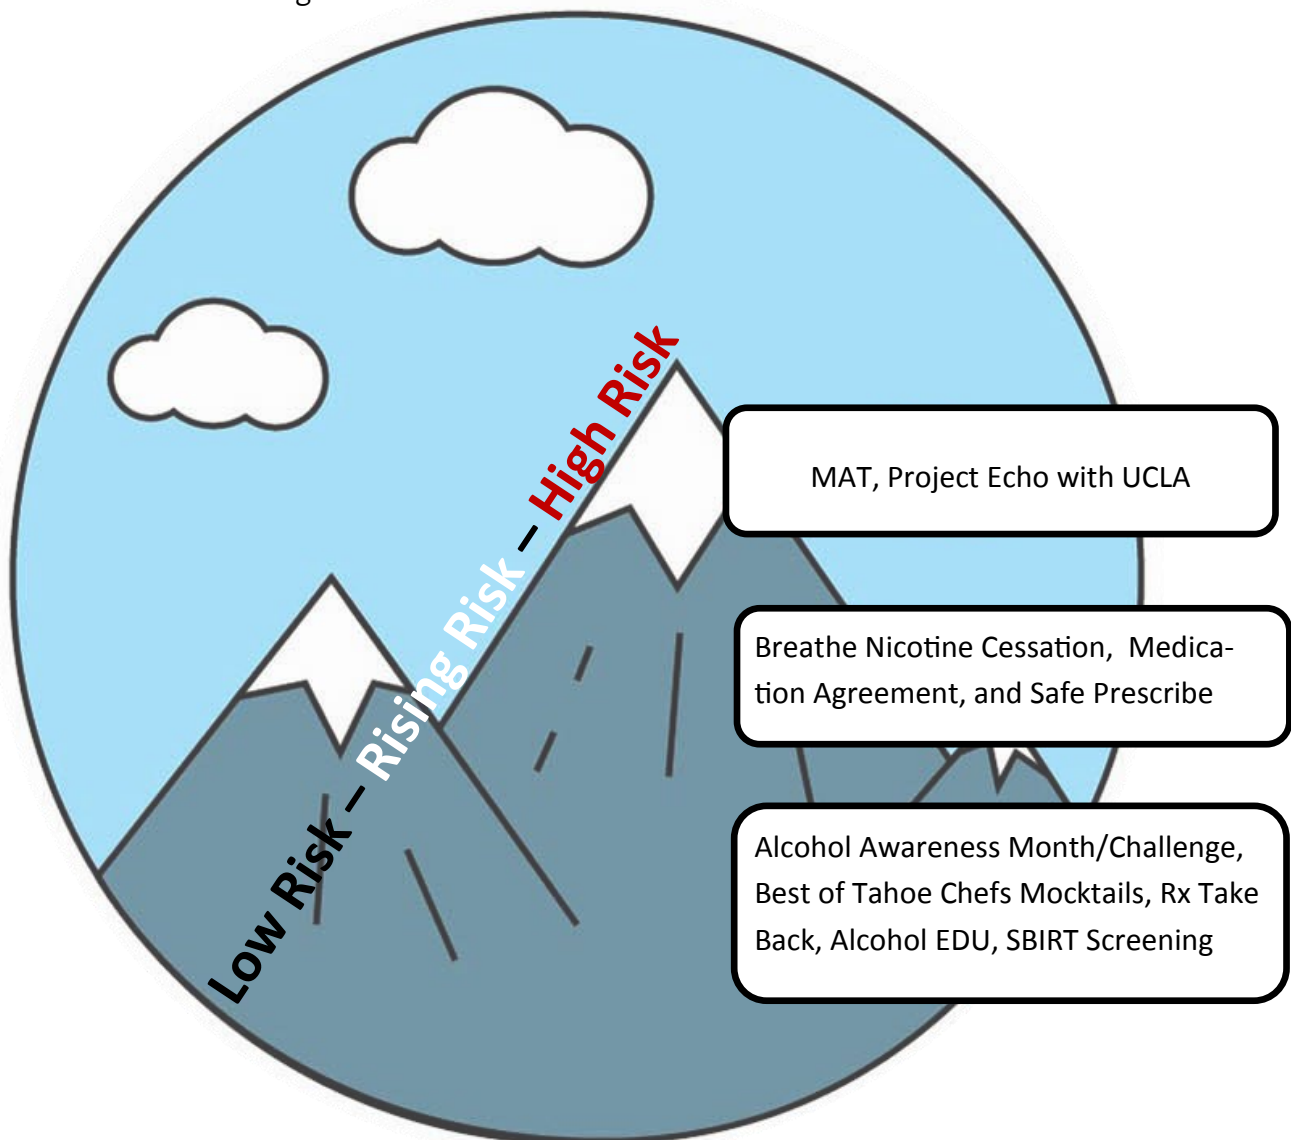 Low Risk – Rising Risk – High Risk
MAT, Project Echo with UCLA
Breathe Nicotine Cessation, Medica-
tion Agreement, and Safe Prescribe
Alcohol Awareness Month/Challenge,
Best of Tahoe Chefs Mocktails, Rx Take
Back, Alcohol EDU, SBIRT Screening